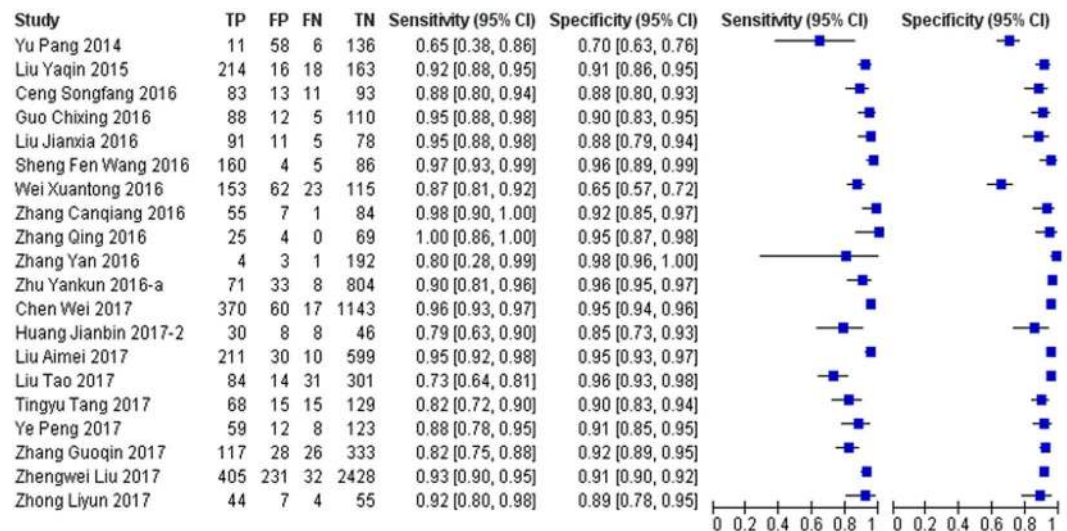 Study TP FP FN TN Sensitivity (95% CI) Specificity (95% CI) Sensitivity (95% CI) Specificity (95% CI)
Yu Pang 2014 11 58 6 136 0.65 [0.38, 0.86] 0.70 [0.63, 0.76]
Liu Yaqin 2015 214 16 18 163 0.92 [0.88, 0.95] 0.91 [0.86, 0.95]
Ceng Songfang 2016 83 13 11 93 0.88 [0.80, 0.94] 0.88 [0.80, 0.93]
Guo Chixing 2016 88 12 5 110 0.95 [0.88, 0.98] 0.90 [0.83, 0.95]
Liu Jianxia 2016 91 11 5 78 0.95 [0.88, 0.98] 0.88 [0.79, 0.94]
Sheng Fen Wang 2016 160 4 5 86 0.97 [0.93, 0.99] 0.96 [0.89, 0.99]
Wei Xuantong 2016 153 62 23 115 0.87 [0.81, 0.92] 0.65 [0.57, 0.72]
Zhang Canqiang 2016 55 7 1 84 0.98 [0.90, 1.00] 0.92 [0.85, 0.97]
Zhang Qing 2016 25 4 0 69 1.00 [0.86, 1.00] 0.95 [0.87, 0.98]
Zhang Yan 2016 4 3 1 192 0.80 [0.28, 0.99] 0.98 [0.96, 1.00]
Zhu Yankun 2016-a 71 33 8 804 0.90 [0.81, 0.96] 0.96 [0.95, 0.97]
Chen Wei 2017 370 60 17 1143 0.96 [0.93, 0.97] 0.95 [0.94, 0.96]
Huang Jianbin 2017-2 30 8 8 46 0.79 [0.63, 0.90] 0.85 [0.73, 0.93]
Liu Aimei 2017 211 30 10 599 0.95 [0.92, 0.98] 0.95 [0.93, 0.97]
Liu Tao 2017 84 14 31 301 0.73 [0.64, 0.81] 0.96 [0.93, 0.98]
Tingyu Tang 2017 68 15 15 129 0.82 [0.72, 0.90] 0.90 [0.83, 0.94]
Ye Peng 2017 59 12 8 123 0.88 [0.78, 0.95] 0.91 [0.85, 0.95]
Zhang Guoqin 2017 117 28 26 333 0.82 [0.75, 0.88] 0.92 [0.89, 0.95]
Zhengwei Liu 2017 405 231 32 2428 0.93 [0.90, 0.95] 0.91 [0.90, 0.92]
Zhong Liyun 2017 44 7 4 55 0.92 [0.80, 0.98] 0.89 [0.78, 0.95]
0 0.2 0.4 0.6 0.8 1 0 0.2 0.4 0.6 0.8 1